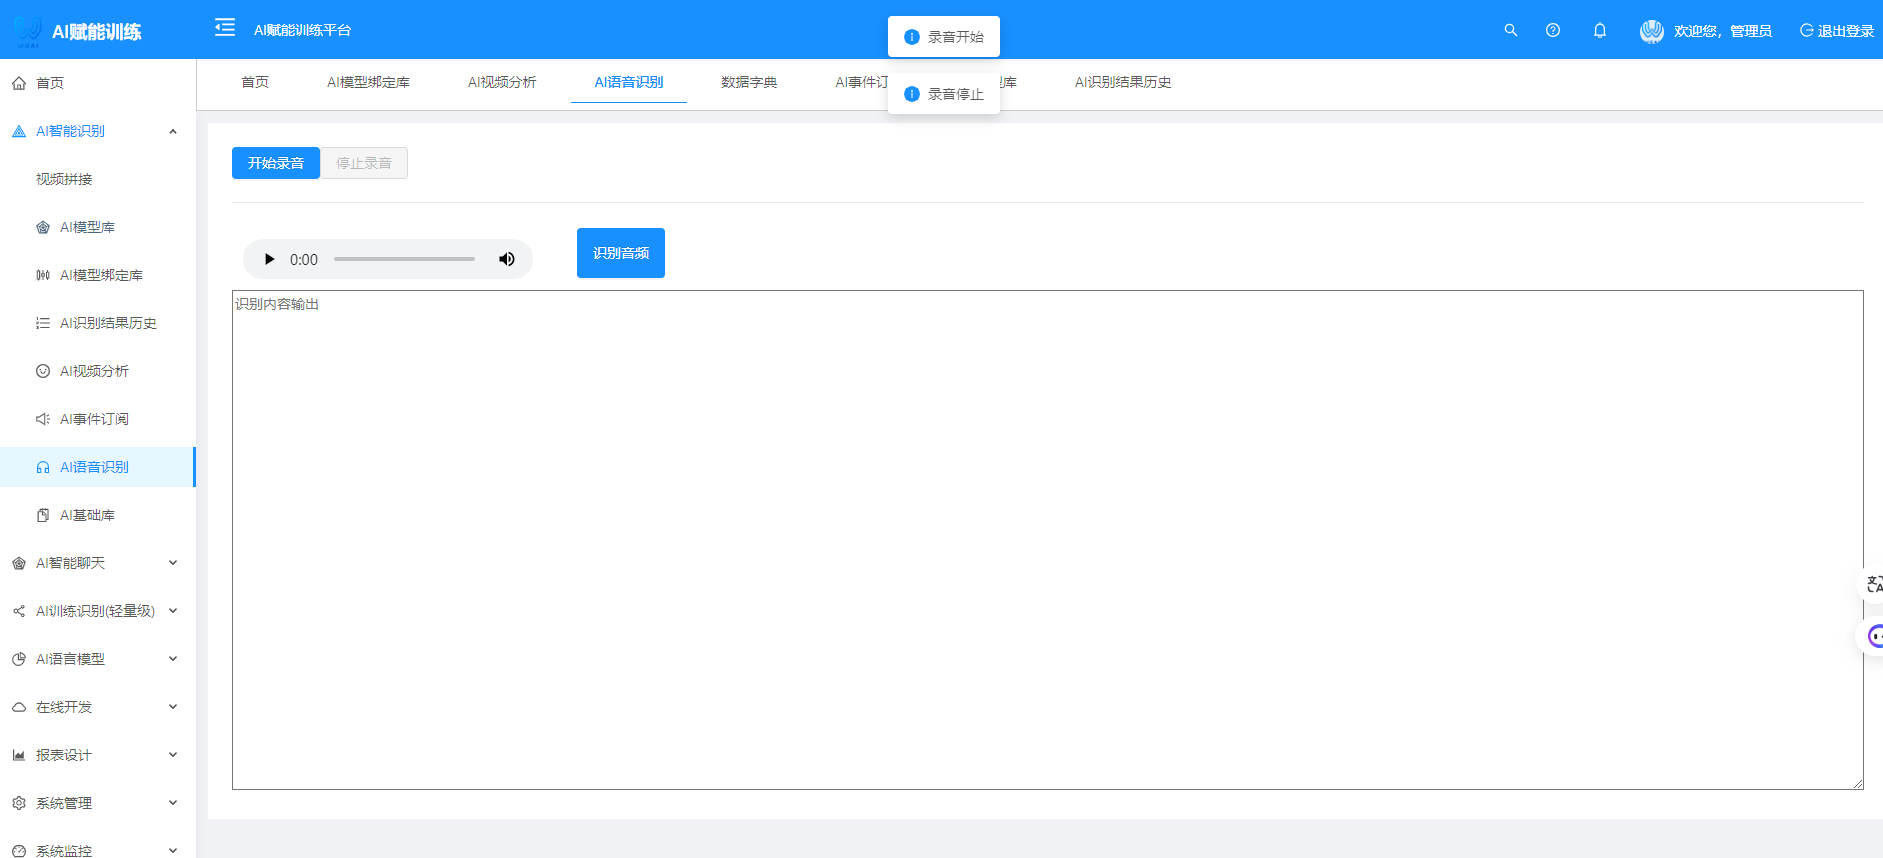 AI赋能训练
AI赋能训练平台
录音开始
欢迎您，管理员
退出登录
首页
AI模型绑定库
AI视频分析
AI语音识别
数据字典
AI事件订
录音停止
库
AI识别结果历史
首页
AI智能识别
视频拼接
AI模型库
AI模型绑定库
AI识别结果历史
AI视频分析
AI事件订阅
AI语音识别
AI基础库
AI智能聊天
AI训练识别(轻量级)
AI语言模型
在线开发
报表设计
系统管理
系统监控
开始录音
停止录音
0:00
识别音频
识别内容输出